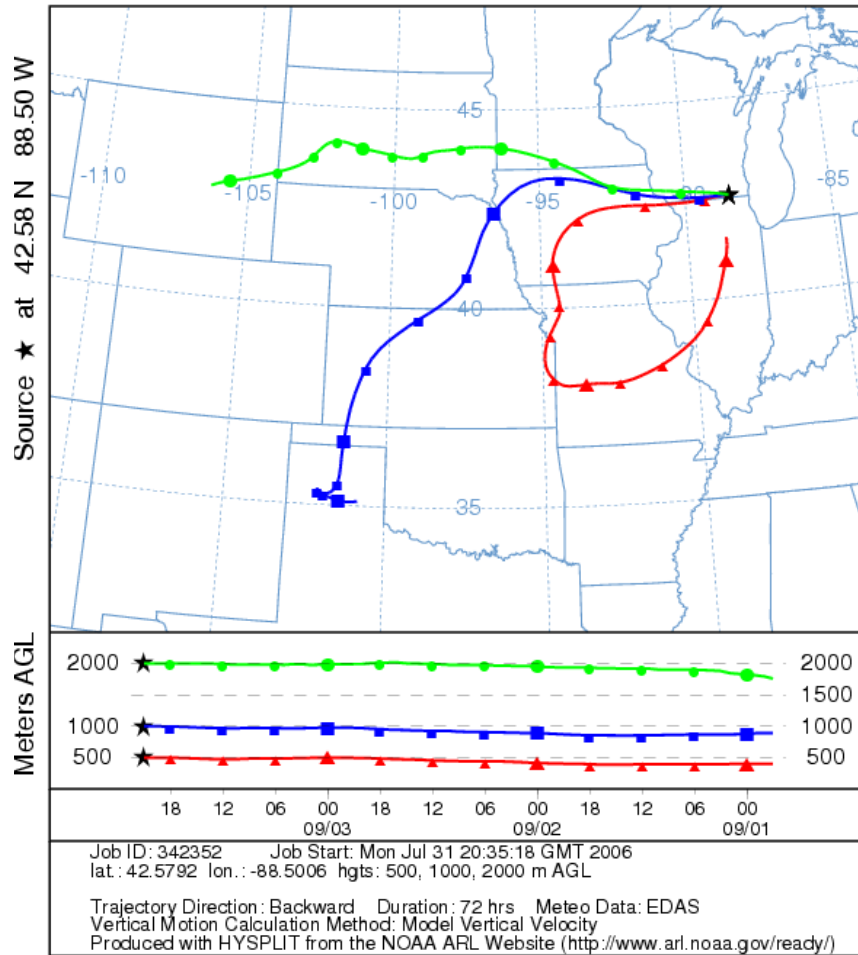 Source ★ at 42.58 N 88.50 W
45
-110
-105
-100
-95
-90
-85
40
35
Meters AGL
2000
2000
1500
1000
1000
500
500
18 12 06 00 18 12 06 00 18 12 06 00
09/03 09/02 09/01
Job ID: 342352 Job Start: Mon Jul 31 20:35:18 GMT 2006
lat.: 42.5792 lon.: -88.5006 hgts: 500, 1000, 2000 m AGL
Trajectory Direction: Backward Duration: 72 hrs Meteo Data: EDAS
Vertical Motion Calculation Method: Model Vertical Velocity
Produced with HYSPLIT from the NOAA ARL Website (http://www.arl.noaa.gov/ready/)